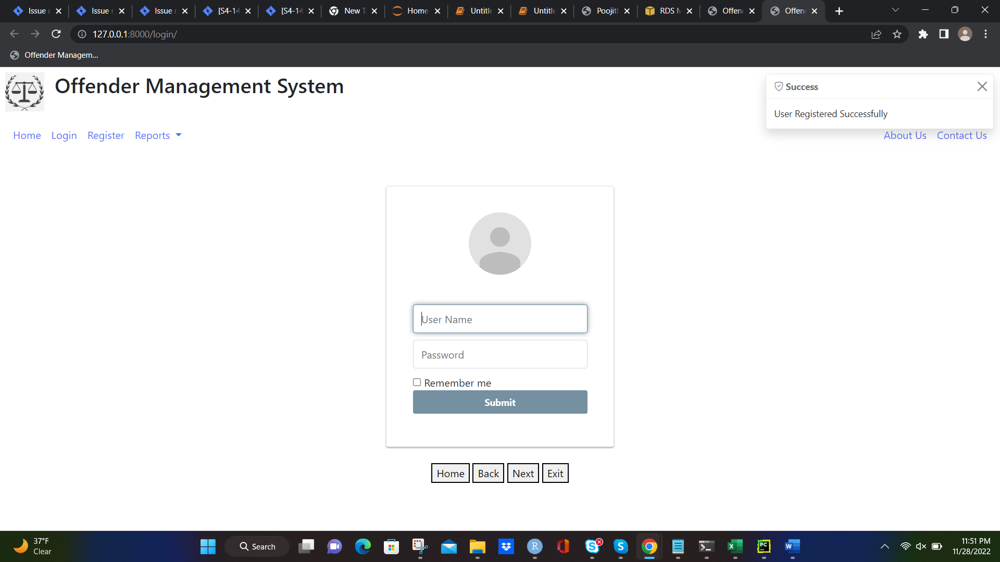 Issue
Issue
Issue
[S4-14
[S4-14
New T
Home
Untitle
Untitle
Poojit
RDS M
Offen
Offen
127.0.0.1:8000/login/
Offender Managem...
Offender Management System
Success
User Registered Successfully
Home Login Register Reports
About Us Contact Us
User Name
Password
Remember me
Submit
Home Back Next Exit
37°F
Clear
Search
11:51 PM
11/28/2022